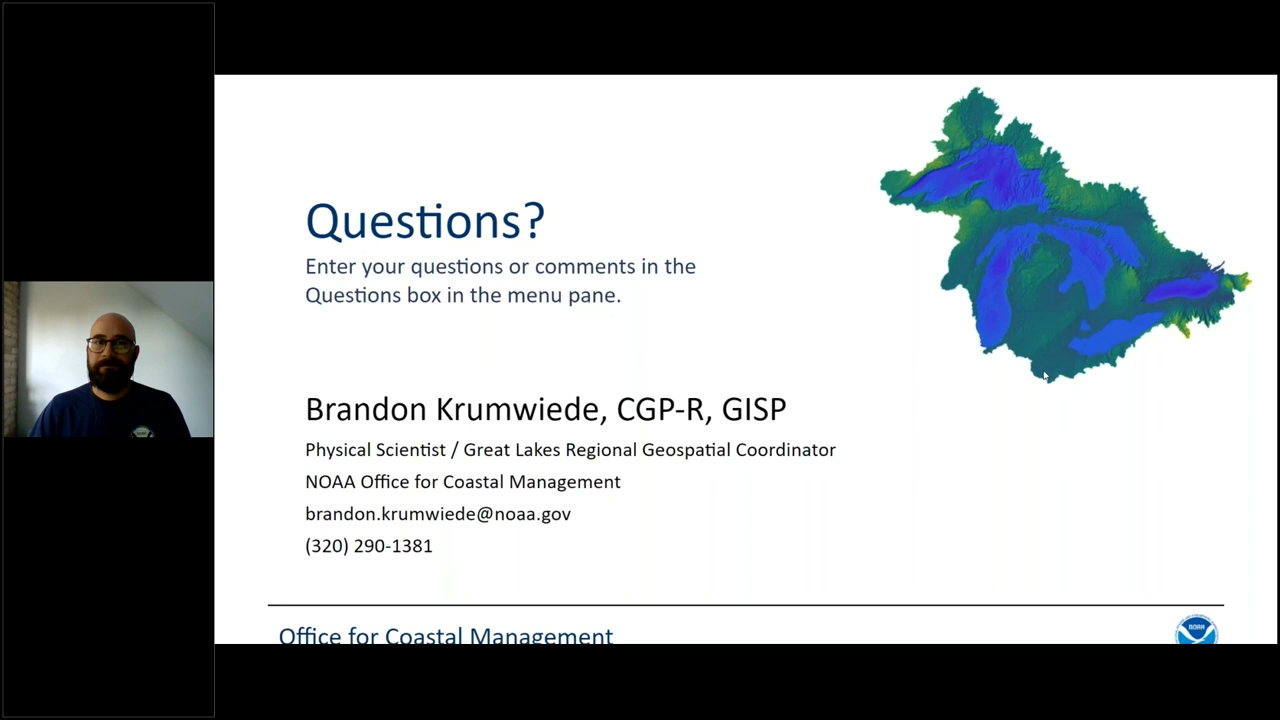 Questions?
Enter your questions or comments in the
Questions box in the menu pane.
Brandon Krumwiede, CGP-R, GISP
Physical Scientist / Great Lakes Regional Geospatial Coordinator
NOAA Office for Coastal Management
brandon.krumwiede@noaa.gov
(320) 290-1381
Office for Coastal Management
NOAA